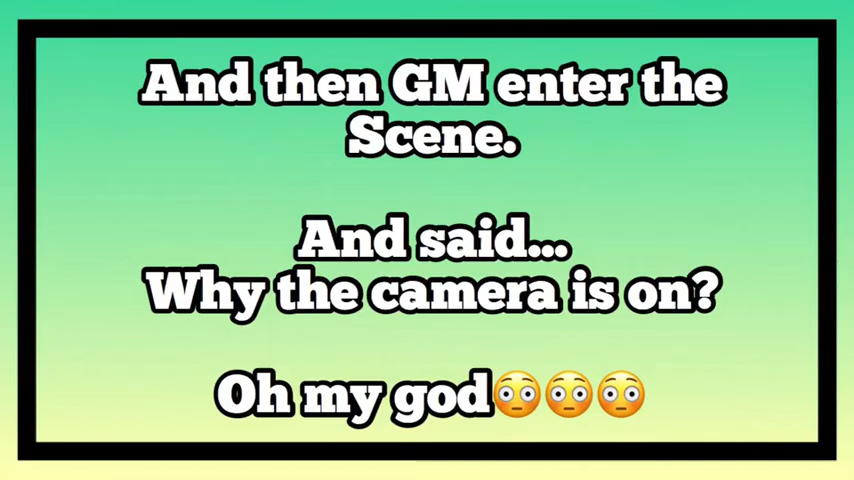 And then GM enter the
Scene.
And said...
Why the camera is on?
Oh my god😳😳😳